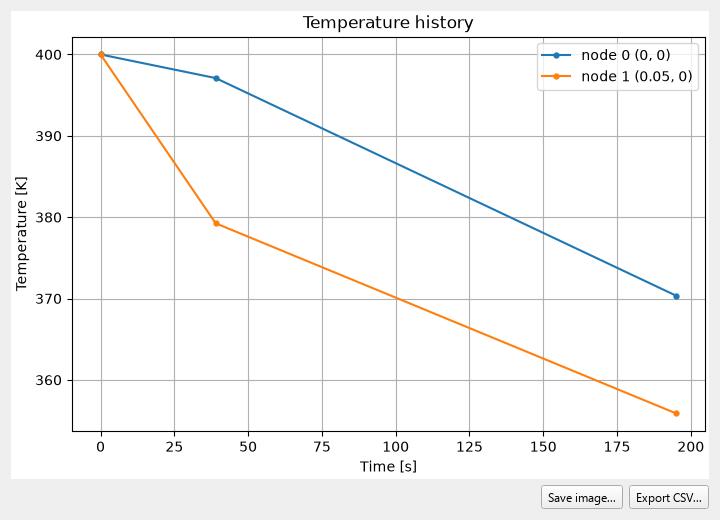 Temperature history
node 0 (0, 0)
node 1 (0.05, 0)
Temperature [K]
400
390
380
370
360
0 25 50 75 100 125 150 175 200
Time [s]
Save image... Export CSV...